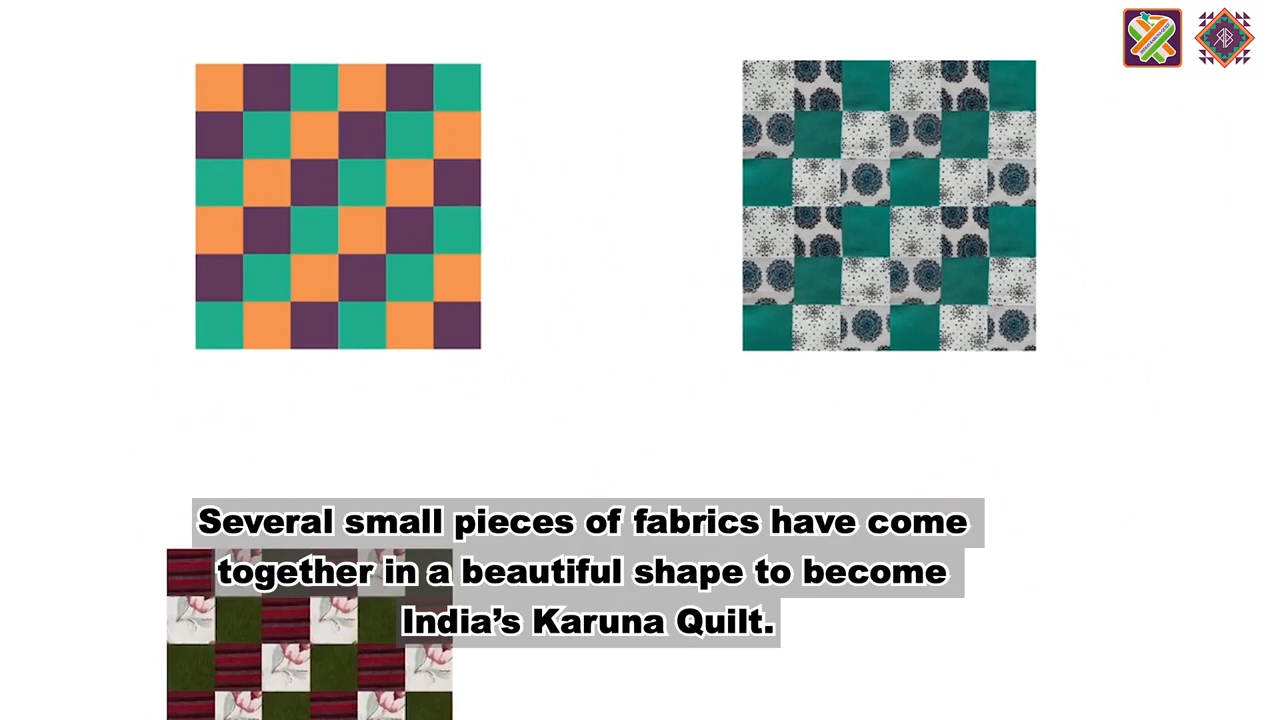 Several small pieces of fabrics have come
together in a beautiful shape to become
India’s Karuna Quilt.